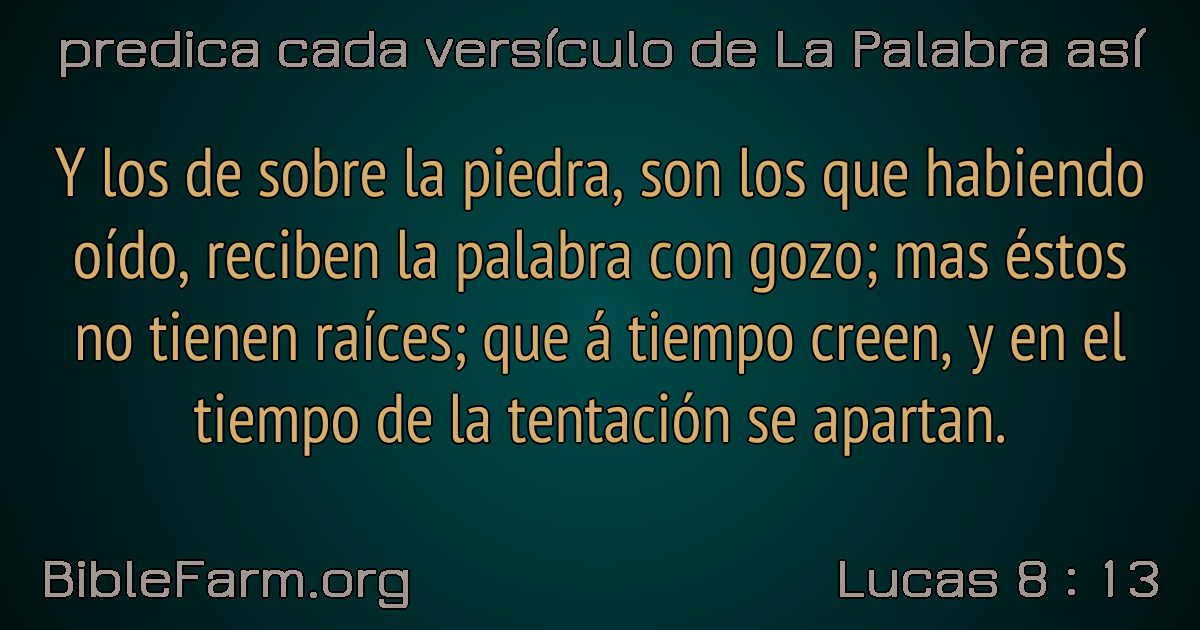 predica cada versículo de La Palabra así
Y los de sobre la piedra, son los que habiendo
oído, reciben la palabra con gozo; mas éstos
no tienen raíces; que á tiempo creen, y en el
tiempo de la tentación se apartan.
BibleFarm.org
Lucas 8 : 13